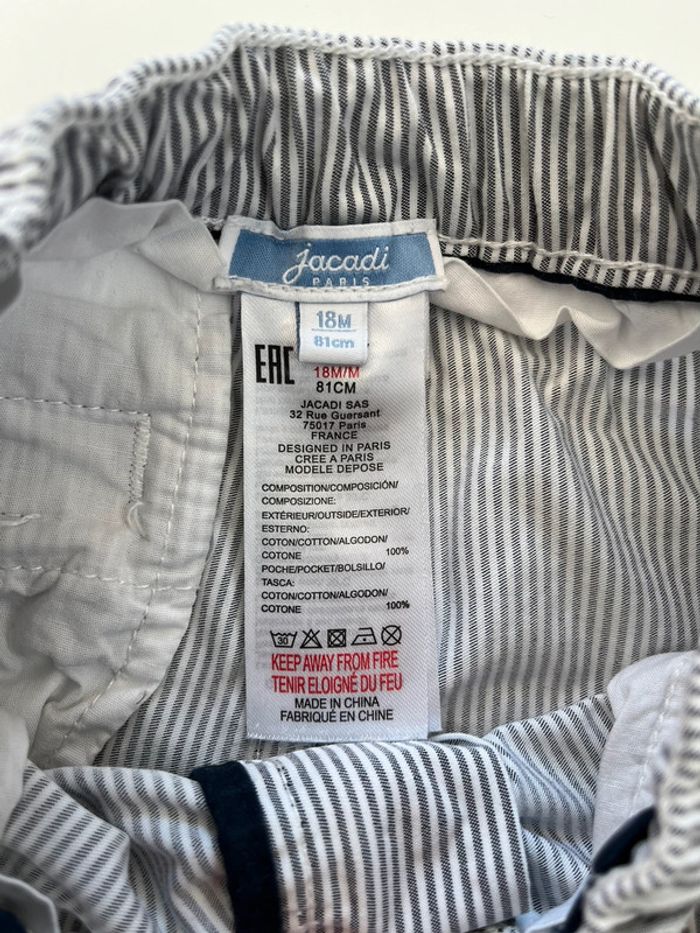 jacadi
PARIS
18M
81cm
EAC
18M/M
81CM
JACADI SAS
32 Rue Guersant
75017 Paris
FRANCE
DESIGNED IN PARIS
CREE A PARIS
MODELE DEPOSE
COMPOSITION/COMPOSICIÓN/
COMPOSIZIONE:
EXTÉRIEUR/OUTSIDE/EXTERIOR/
ESTERNO:
COTON/COTTON/ALGODON/
COTONE 100%
POCHE/POCKET/BOLSILLO/
TASCA:
COTON/COTTON/ALGODON/
COTONE 100%
30
KEEP AWAY FROM FIRE
TENIR ELOIGNÉ DU FEU
MADE IN CHINA
FABRIQUÉ EN CHINE